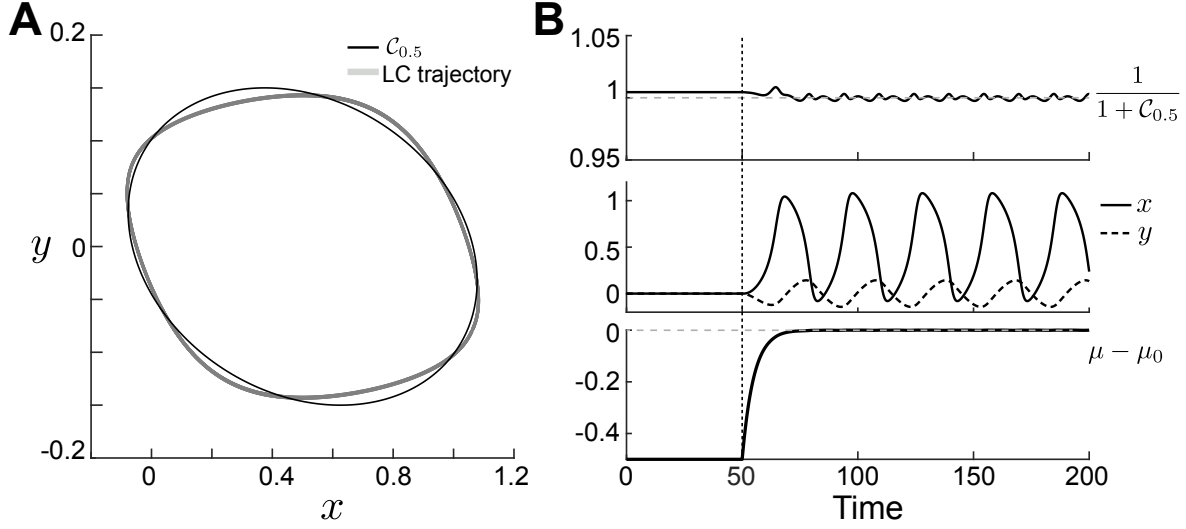 A
0.2
0
-0.2
y
0
0.4
0.8
1.2
x
C₀.₅
LC trajectory
B
1.05
1
0.95
1
1 + C₀.₅
1
0.5
0
x
y
0
-0.2
-0.4
μ − μ₀
0
50
100
150
200
Time